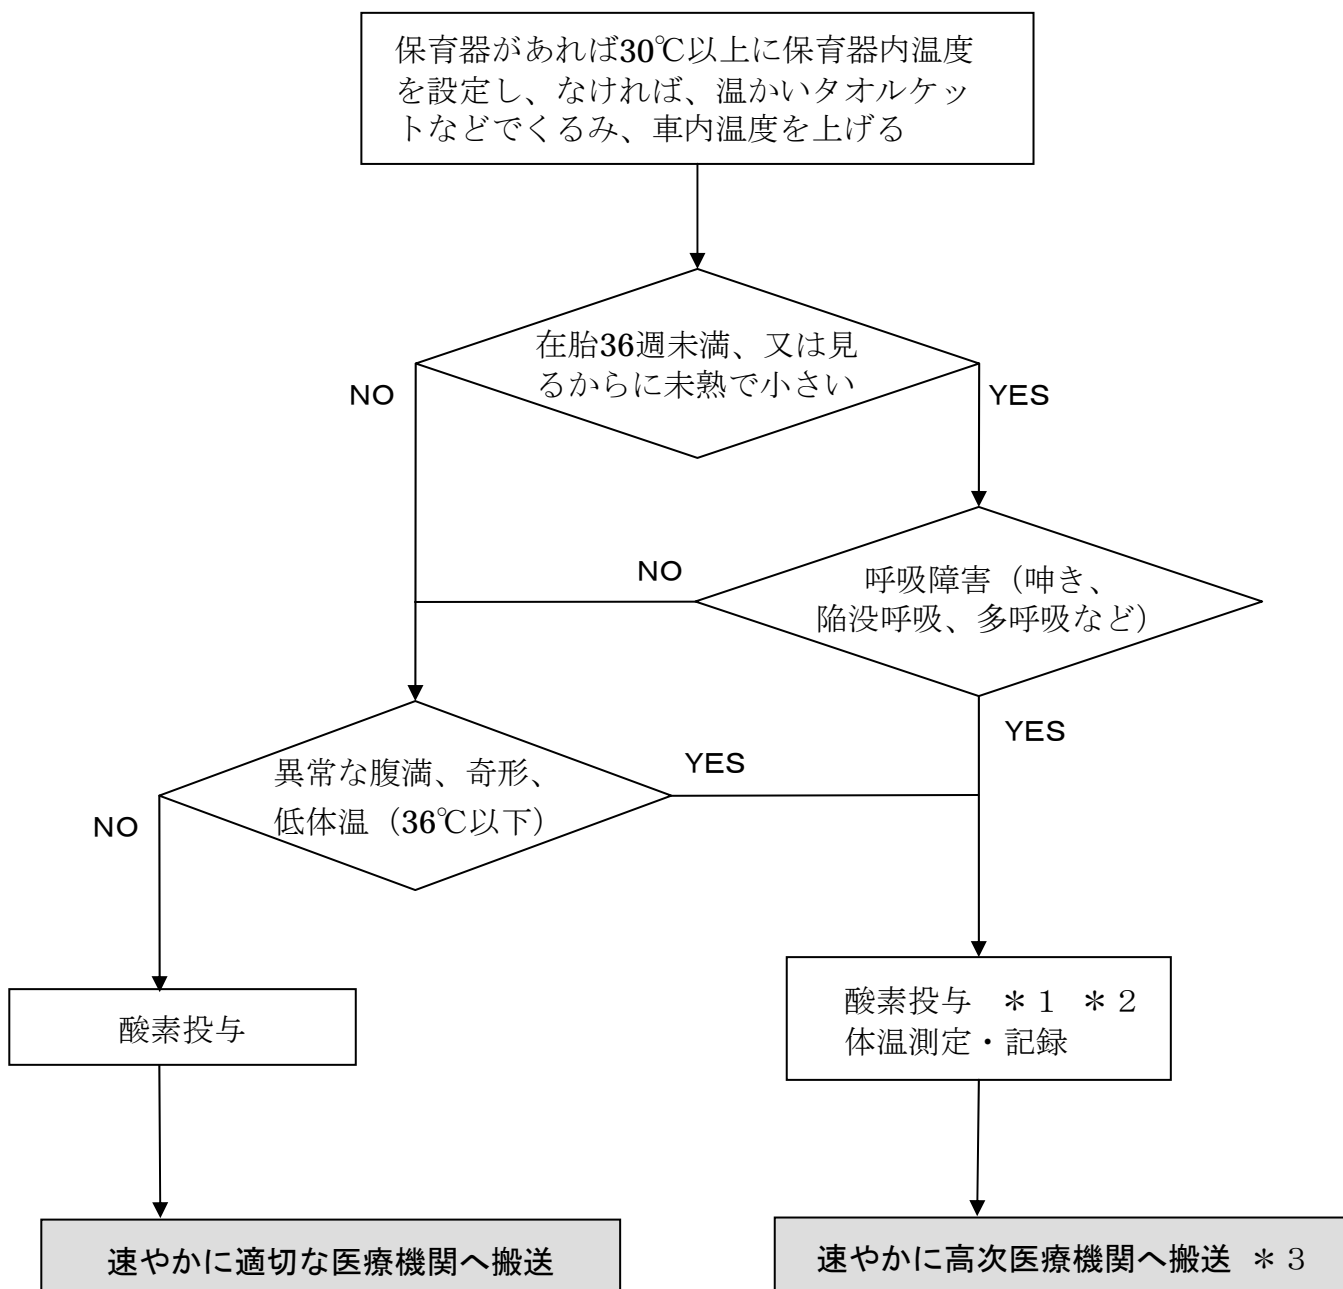 保育器があれば30℃以上に保育器内温度
を設定し、なければ、温かいタオルケッ
トなどでくるみ、車内温度を上げる
在胎36週未満、又は見
るからに未熟で小さい
NO
YES
呼吸障害（呻き、
陥没呼吸、多呼吸など）
NO
YES
異常な腹満、奇形、
低体温（36℃以下）
YES
NO
酸素投与
酸素投与 ＊１ ＊２
体温測定・記録
速やかに適切な医療機関へ搬送
速やかに高次医療機関へ搬送 ＊３